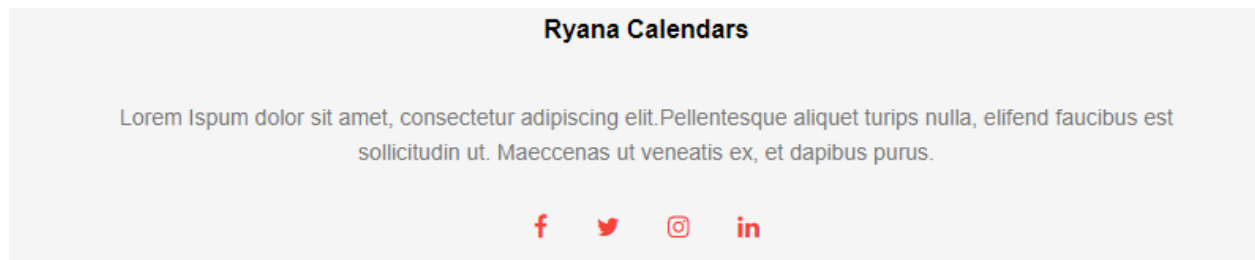 Ryana Calendars
Lorem Ispum dolor sit amet, consectetur adipiscing elit.Pellentesque aliquet turips nulla, elifend faucibus est
sollicitudin ut. Maeccenas ut veneatis ex, et dapibus purus.